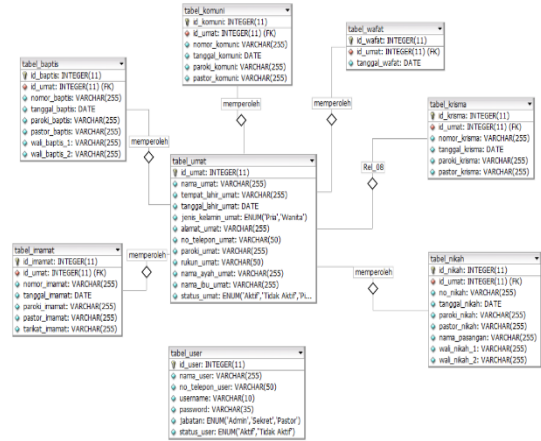 tabel_komuni
id_komuni: INTEGER(11)
id_umat: INTEGER(11) (FK)
nomor_komuni: VARCHAR(255)
tanggal_komuni: DATE
paroki_komuni: VARCHAR(255)
pastor_komuni: VARCHAR(255)
tabel_wafat
id_wafat: INTEGER(11)
id_umat: INTEGER(11) (FK)
tanggal_wafat: DATE
tabel_baptis
id_baptis: INTEGER(11)
id_umat: INTEGER(11) (FK)
nomor_baptis: VARCHAR(255)
tanggal_baptis: DATE
paroki_baptis: VARCHAR(255)
pastor_baptis: VARCHAR(255)
wali_baptis_1: VARCHAR(255)
wali_baptis_2: VARCHAR(255)
memperoleh
memperoleh
tabel_krisma
id_krisma: INTEGER(11)
id_umat: INTEGER(11) (FK)
nomor_krisma: VARCHAR(255)
tanggal_krisma: DATE
paroki_krisma: VARCHAR(255)
pastor_krisma: VARCHAR(255)
memperoleh
Rel_08
tabel_umat
id_umat: INTEGER(11)
nama_umat: VARCHAR(255)
tempat_lahir_umat: VARCHAR(255)
tanggal_lahir_umat: DATE
jenis_kelamin_umat: ENUM('Pria','Wanita')
alamat_umat: VARCHAR(255)
no_telepon_umat: VARCHAR(50)
paroki_umat: VARCHAR(255)
rukun_umat: VARCHAR(50)
nama_ayah_umat: VARCHAR(255)
nama_ibu_umat: VARCHAR(255)
status_umat: ENUM('Aktif','Tidak Aktif','Pi...
tabel_imamat
id_imamat: INTEGER(11)
id_umat: INTEGER(11) (FK)
nomor_imamat: VARCHAR(255)
tanggal_imamat: DATE
paroki_imamat: VARCHAR(255)
pastor_imamat: VARCHAR(255)
tarikat_imamat: VARCHAR(255)
memperoleh
memperoleh
tabel_nikah
id_nikah: INTEGER(11)
id_umat: INTEGER(11) (FK)
no_nikah: VARCHAR(255)
tanggal_nikah: DATE
paroki_nikah: VARCHAR(255)
pastor_nikah: VARCHAR(255)
nama_pasangan: VARCHAR(255)
wali_nikah_1: VARCHAR(255)
wali_nikah_2: VARCHAR(255)
tabel_user
id_user: INTEGER(11)
nama_user: VARCHAR(255)
no_telepon_user: VARCHAR(50)
username: VARCHAR(10)
password: VARCHAR(35)
jabatan: ENUM('Admin','Sekret','Pastor')
status_user: ENUM('Aktif','Tidak Aktif')